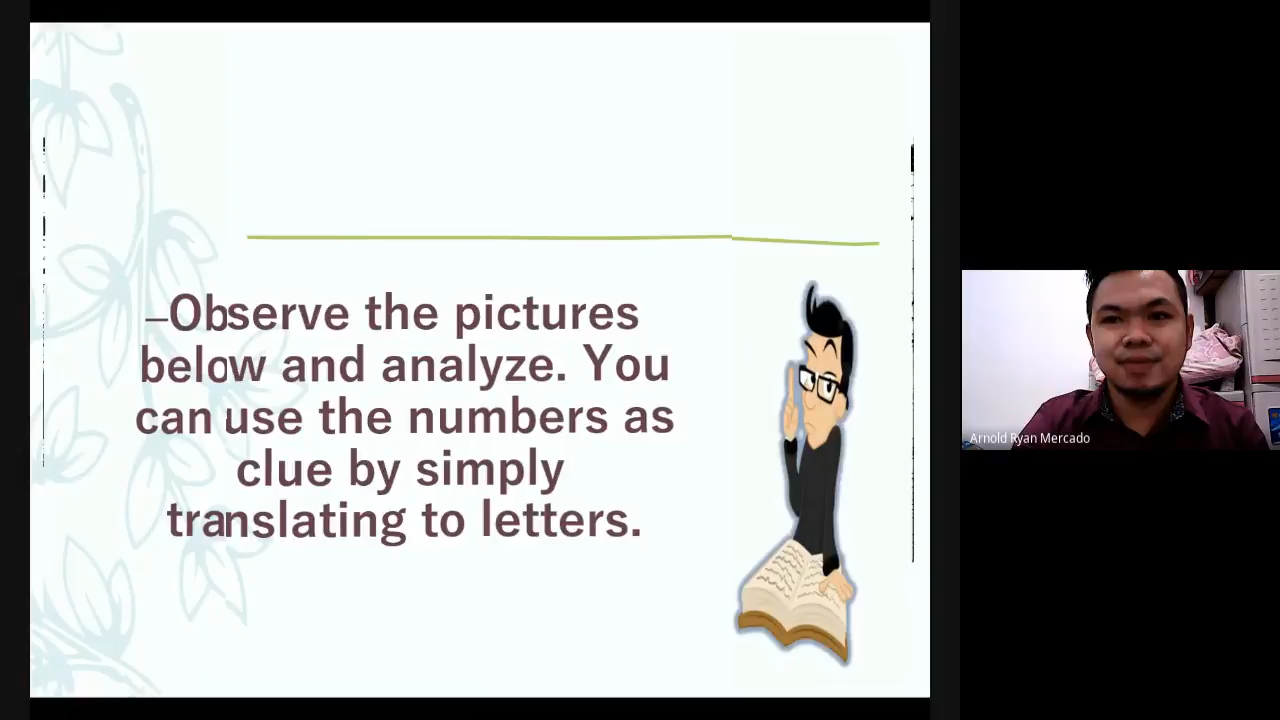 –Observe the pictures
below and analyze. You
can use the numbers as
clue by simply
translating to letters.
Arnold Ryan Mercado